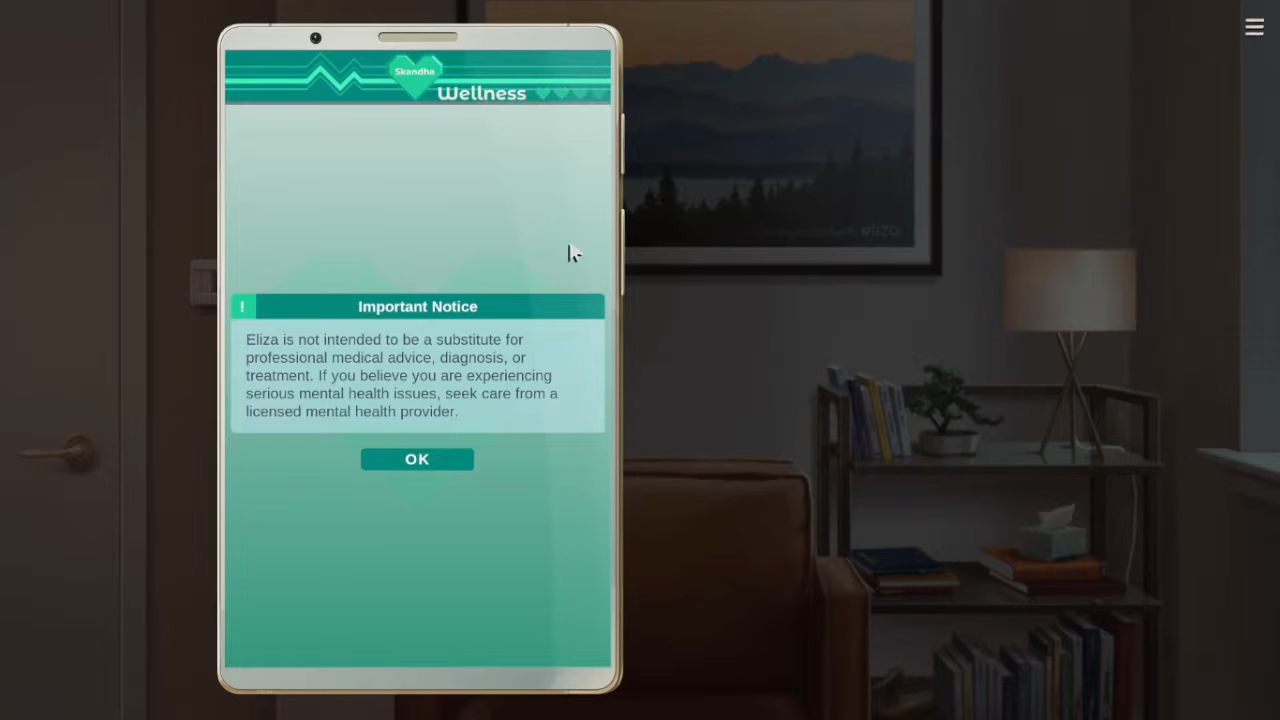 Skandha
Wellness
eliza
! Important Notice
Eliza is not intended to be a substitute for
professional medical advice, diagnosis, or
treatment. If you believe you are experiencing
serious mental health issues, seek care from a
licensed mental health provider.
OK